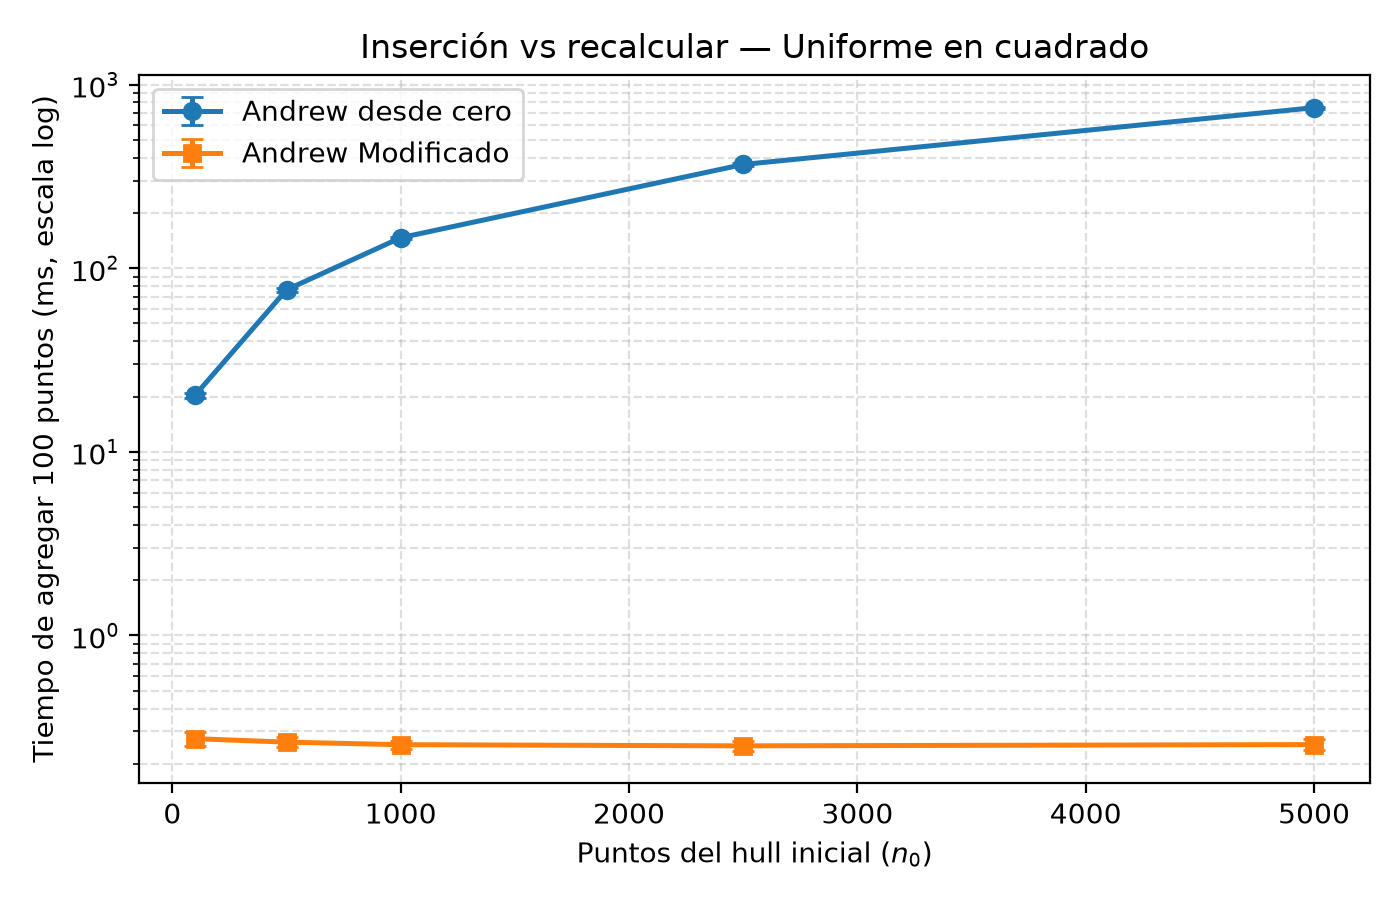 Inserción vs recalcular — Uniforme en cuadrado
Andrew desde cero
Andrew Modificado
Tiempo de agregar 100 puntos (ms, escala log)
10³
10²
10¹
10⁰
0 1000 2000 3000 4000 5000
Puntos del hull inicial (n₀)